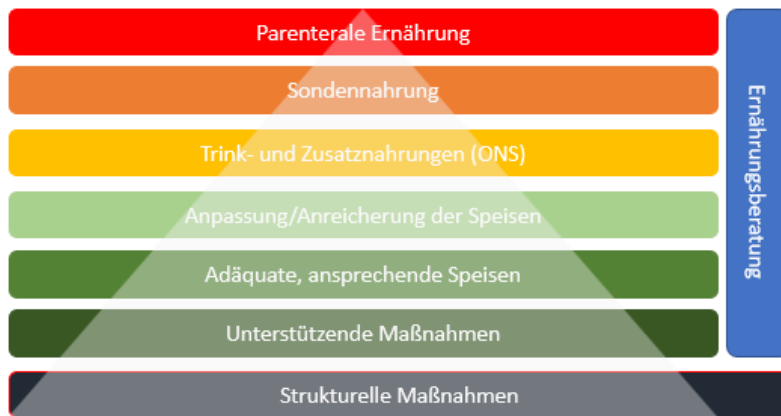 Parenterale Ernährung
Sondennahrung
Trink- und Zusatznahrungen (ONS)
Anpassung/Anreicherung der Speisen
Adäquate, ansprechende Speisen
Unterstützende Maßnahmen
Strukturelle Maßnahmen
Ernährungsberatung